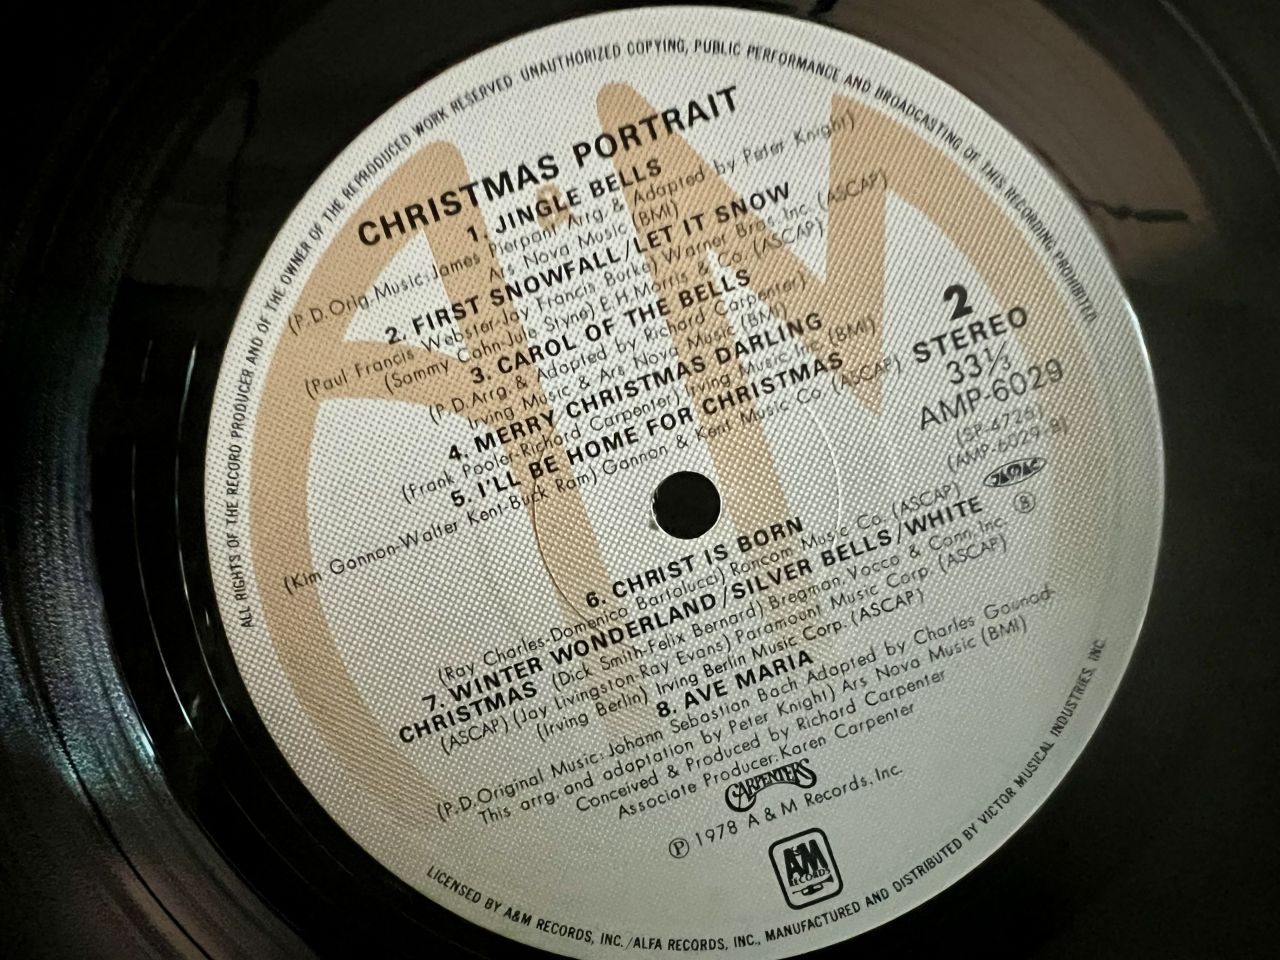 ALL RIGHTS OF THE RECORD PRODUCER AND OF THE OWNER OF THE REPRODUCED WORK RESERVED UNAUTHORIZED COPYING, PUBLIC PERFORMANCE AND BROADCASTING OF THIS RECORDING PROHIBITED.
CHRISTMAS PORTRAIT
1. JINGLE BELLS
(P.D. Orig. Music: James Pierpont Arrg. & Adapted by Peter Knight)
Ars Nova Music (BMI)
2. FIRST SNOWFALL/LET IT SNOW
(Paul Francis Webster-Jay Francis Burke) Warner Bros. Inc. (ASCAP)
(Sammy Cahn-Jule Styne) E.H. Morris & Co. (ASCAP)
3. CAROL OF THE BELLS
(P.D. Arrg. & Adapted by Richard Carpenter)
Irving Music & Ars Nova Music (BMI)
4. MERRY CHRISTMAS DARLING
(Frank Pooler-Richard Carpenter) Irving Music, Inc. (BMI)
5. I'LL BE HOME FOR CHRISTMAS
(Kim Gannon-Walter Kent-Buck Ram) Gannon & Kent Music Co. (ASCAP)
2
STEREO
33⅓
AMP-6029
(SP-4726)
(AMP-6029-B)
JASRAC
Ⓑ
6. CHRIST IS BORN
(Ray Charles-Domenico Bartolucci) Roncom Music Co. (ASCAP)
7. WINTER WONDERLAND/SILVER BELLS/WHITE
CHRISTMAS (Dick Smith-Felix Bernard) Bregman, Vocco & Conn, Inc.
(ASCAP) (Jay Livingston-Ray Evans) Paramount Music Corp. (ASCAP)
(Irving Berlin) Irving Berlin Music Corp. (ASCAP)
8. AVE MARIA
(P.D. Original Music: Johann Sebastian Bach Adapted by Charles Gounod-
This arrg. and adaptation by Peter Knight) Ars Nova Music (BMI)
Conceived & Produced by Richard Carpenter
Associate Producer: Karen Carpenter
CARPENTERS
Ⓟ 1978 A & M Records, Inc.
A&M
RECORDS
LICENSED BY A&M RECORDS, INC./ALFA RECORDS, INC., MANUFACTURED AND DISTRIBUTED BY VICTOR MUSICAL INDUSTRIES, INC.